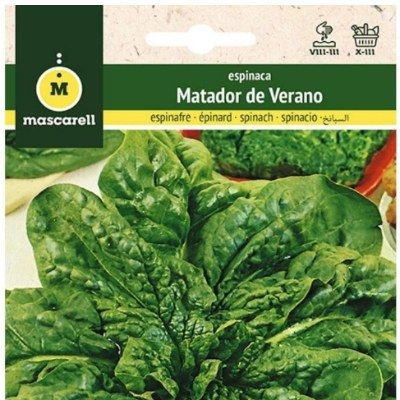 VIII-III X-III
espinaca
M
Matador de Verano
mascarell
espinafre · épinard · spinach · spinacio · السبانخ